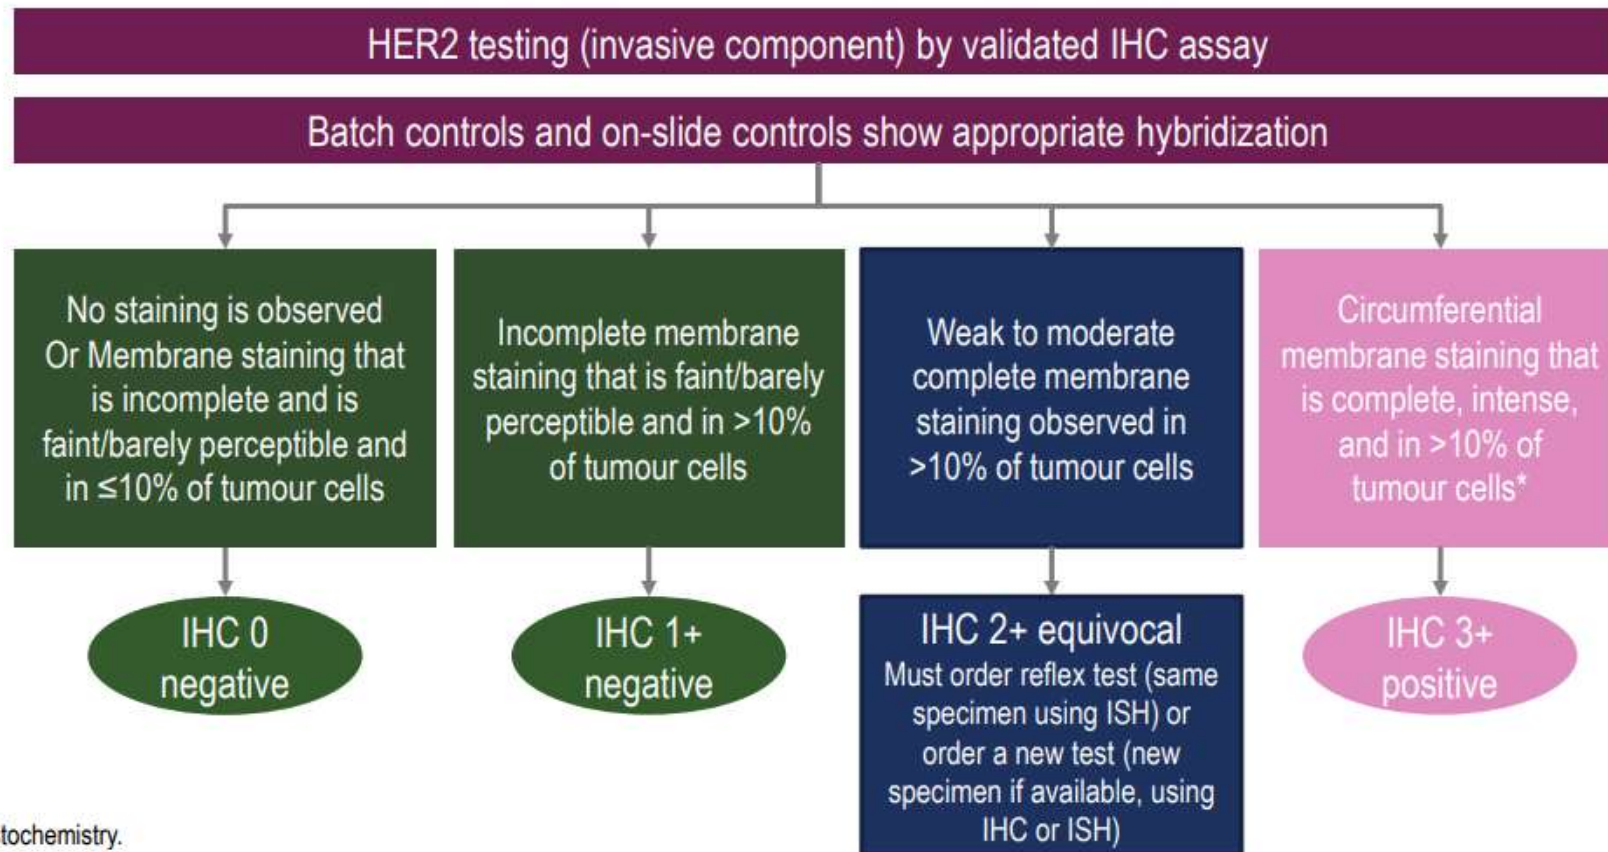 HER2 testing (invasive component) by validated IHC assay
Batch controls and on-slide controls show appropriate hybridization
No staining is observed
Or Membrane staining that
is incomplete and is
faint/barely perceptible and
in ≤10% of tumour cells
Incomplete membrane
staining that is faint/barely
perceptible and in >10%
of tumour cells
Weak to moderate
complete membrane
staining observed in
>10% of tumour cells
Circumferential
membrane staining that
is complete, intense,
and in >10% of
tumour cells*
IHC 0
negative
IHC 1+
negative
IHC 2+ equivocal
Must order reflex test (same
specimen using ISH) or
order a new test (new
specimen if available, using
IHC or ISH)
IHC 3+
positive
tochemistry.